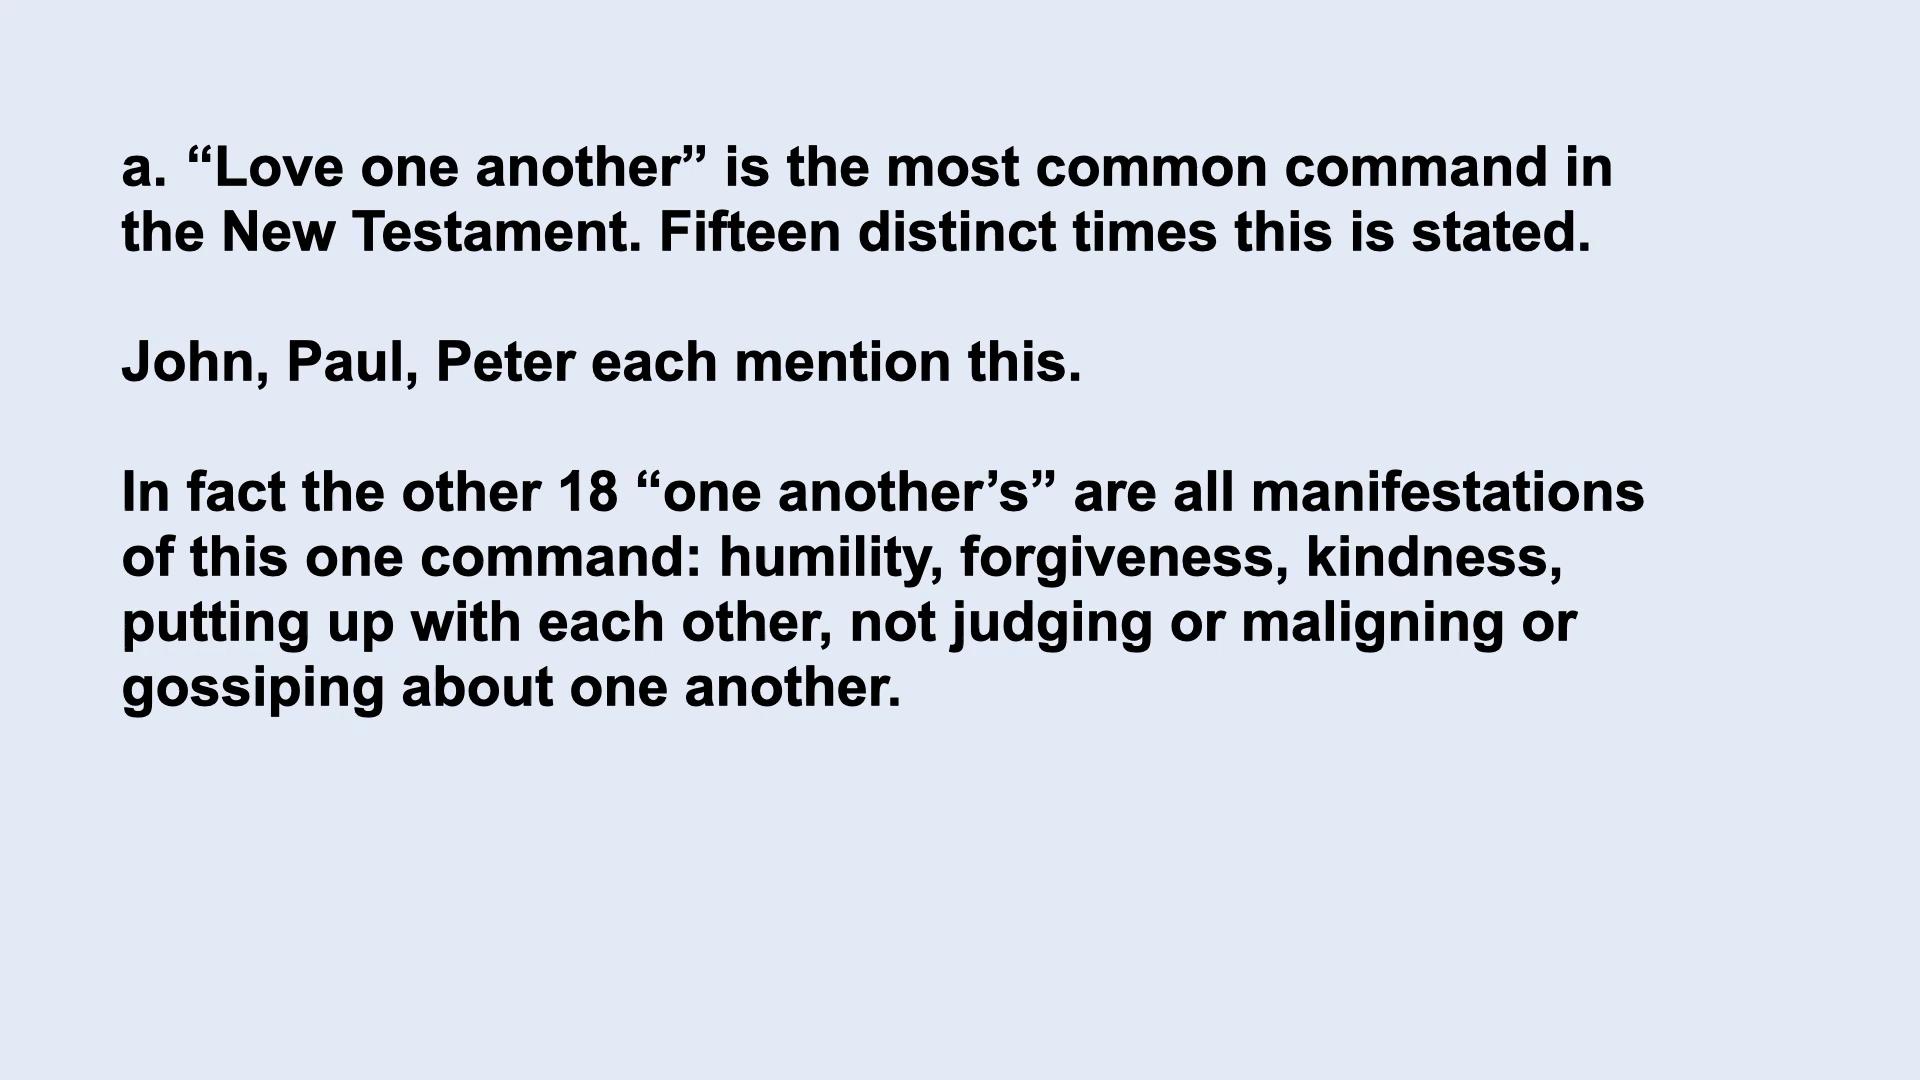 a. “Love one another” is the most common command in
the New Testament. Fifteen distinct times this is stated.
John, Paul, Peter each mention this.
In fact the other 18 “one another’s” are all manifestations
of this one command: humility, forgiveness, kindness,
putting up with each other, not judging or maligning or
gossiping about one another.